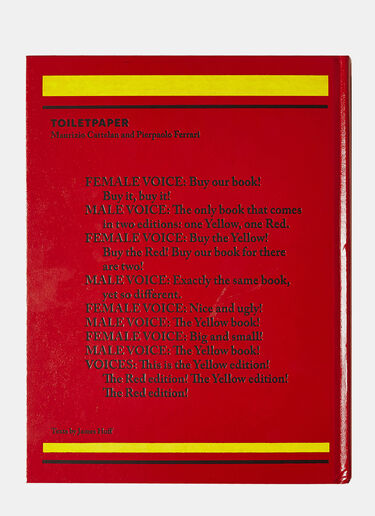 TOILETPAPER
Maurizio Cattelan and Pierpaolo Ferrari
FEMALE VOICE: Buy our book!
Buy it, buy it!
MALE VOICE: The only book that comes
in two editions: one Yellow, one Red.
FEMALE VOICE: Buy the Yellow!
Buy the Red! Buy our book for there
are two!
MALE VOICE: Exactly the same book,
yet so different.
FEMALE VOICE: Nice and ugly!
MALE VOICE: The Yellow book!
FEMALE VOICE: Big and small!
MALE VOICE: The Yellow book!
VOICES: This is the Yellow edition!
The Red edition! The Yellow edition!
The Red edition!
Texts by James Hoff